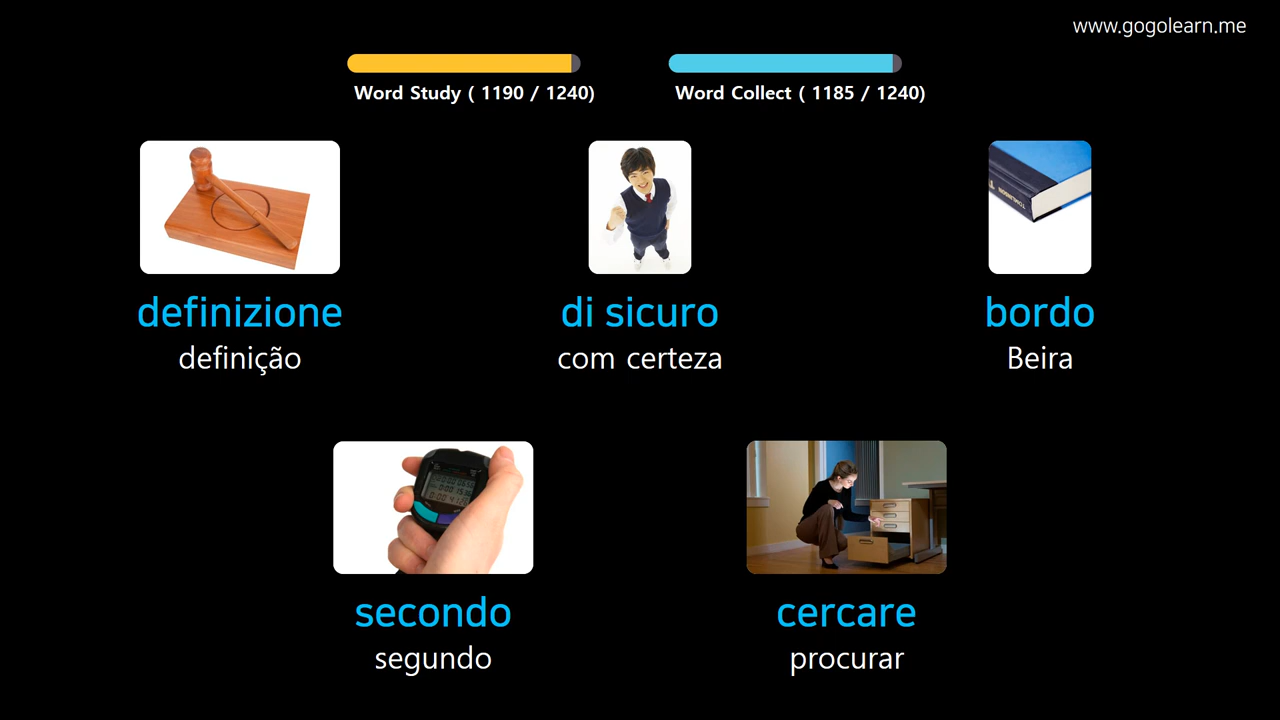 www.gogolearn.me
Word Study ( 1190 / 1240)
Word Collect ( 1185 / 1240)
definizione
definição
di sicuro
com certeza
bordo
Beira
secondo
segundo
cercare
procurar